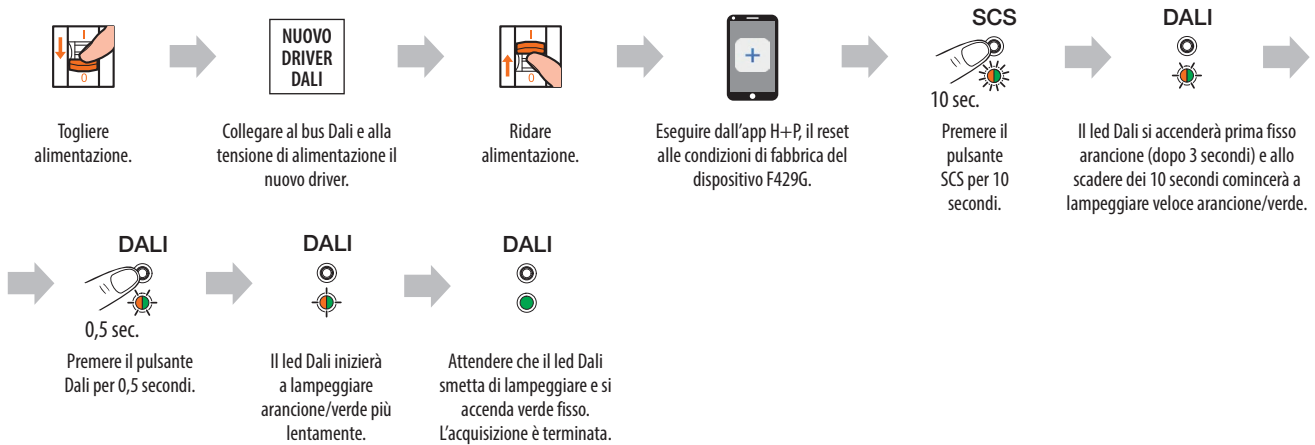 I
0
Togliere
alimentazione.
NUOVO
DRIVER
DALI
Collegare al bus Dali e alla
tensione di alimentazione il
nuovo driver.
I
0
Ridare
alimentazione.
+
Eseguire dall'app H+P, il reset
alle condizioni di fabbrica del
dispositivo F429G.
SCS
10 sec.
Premere il
pulsante
SCS per 10
secondi.
DALI
Il led Dali si accenderà prima fisso
arancione (dopo 3 secondi) e allo
scadere dei 10 secondi comincerà a
lampeggiare veloce arancione/verde.
DALI
0,5 sec.
Premere il pulsante
Dali per 0,5 secondi.
DALI
Il led Dali inizierà
a lampeggiare
arancione/verde più
lentamente.
DALI
Attendere che il led Dali
smetta di lampeggiare e si
accenda verde fisso.
L'acquisizione è terminata.